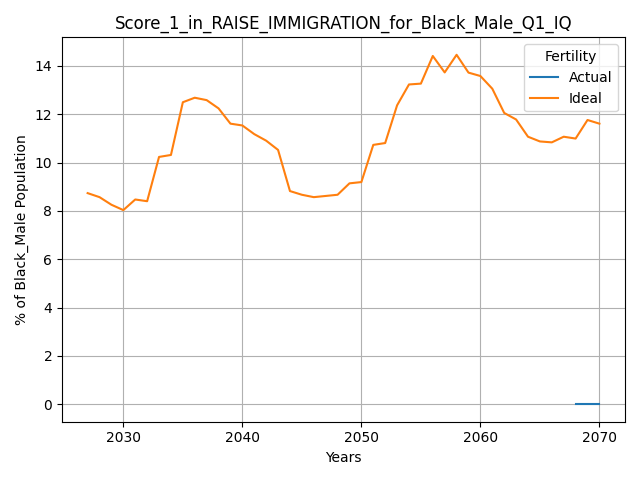 Score_1_in_RAISE_IMMIGRATION_for_Black_Male_Q1_IQ
Fertility
Actual
Ideal
% of Black_Male Population
14
12
10
8
6
4
2
0
2030 2040 2050 2060 2070
Years